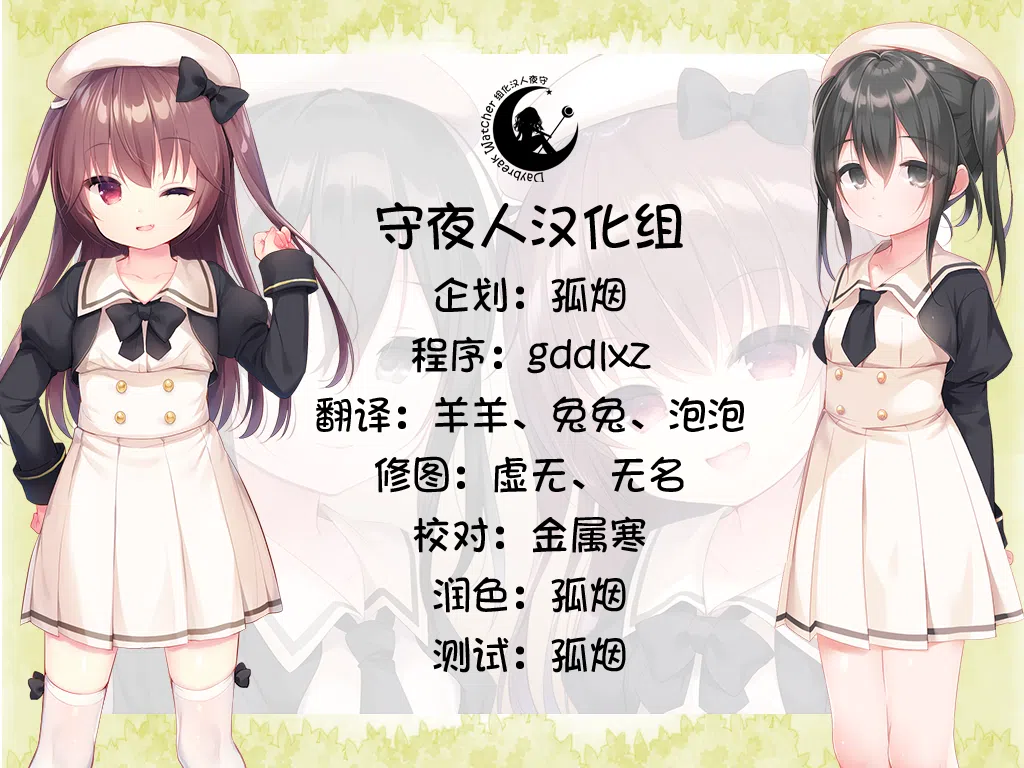 Daybreak Watcher 组化汉人夜守
守夜人汉化组
企划：孤烟
程序：gddlxz
翻译：羊羊、兔兔、泡泡
修图：虚无、无名
校对：金属寒
润色：孤烟
测试：孤烟